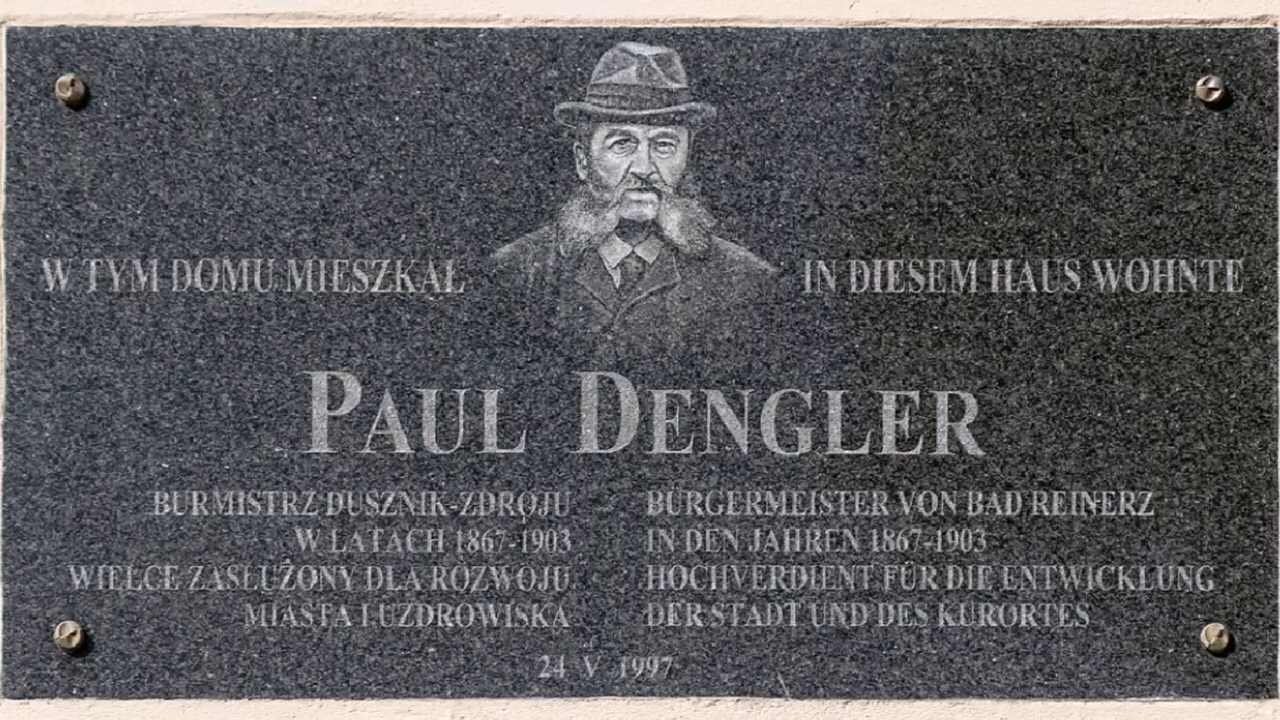 W TYM DOMU MIESZKAŁ
IN DIESEM HAUS WOHNTE
PAUL DENGLER
BURMISTRZ DUSZNIK-ZDROJU
W LATACH 1867-1903
WIELCE ZASŁUŻONY DLA ROZWOJU
MIASTA I UZDROWISKA
BÜRGERMEISTER VON BAD REINERZ
IN DEN JAHREN 1867-1903
HOCHVERDIENT FÜR DIE ENTWICKLUNG
DER STADT UND DES KURORTES
24 V 1997